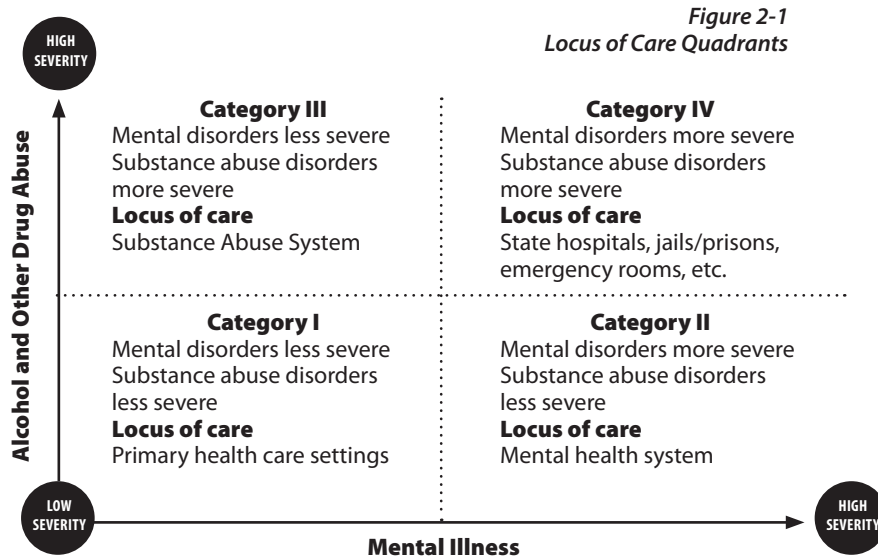 Figure 2-1
Locus of Care Quadrants
HIGH
SEVERITY
Alcohol and Other Drug Abuse
Category III
Mental disorders less severe
Substance abuse disorders
more severe
Locus of care
Substance Abuse System
Category IV
Mental disorders more severe
Substance abuse disorders
more severe
Locus of care
State hospitals, jails/prisons,
emergency rooms, etc.
Category I
Mental disorders less severe
Substance abuse disorders
less severe
Locus of care
Primary health care settings
Category II
Mental disorders more severe
Substance abuse disorders
less severe
Locus of care
Mental health system
LOW
SEVERITY
Mental Illness
HIGH
SEVERITY